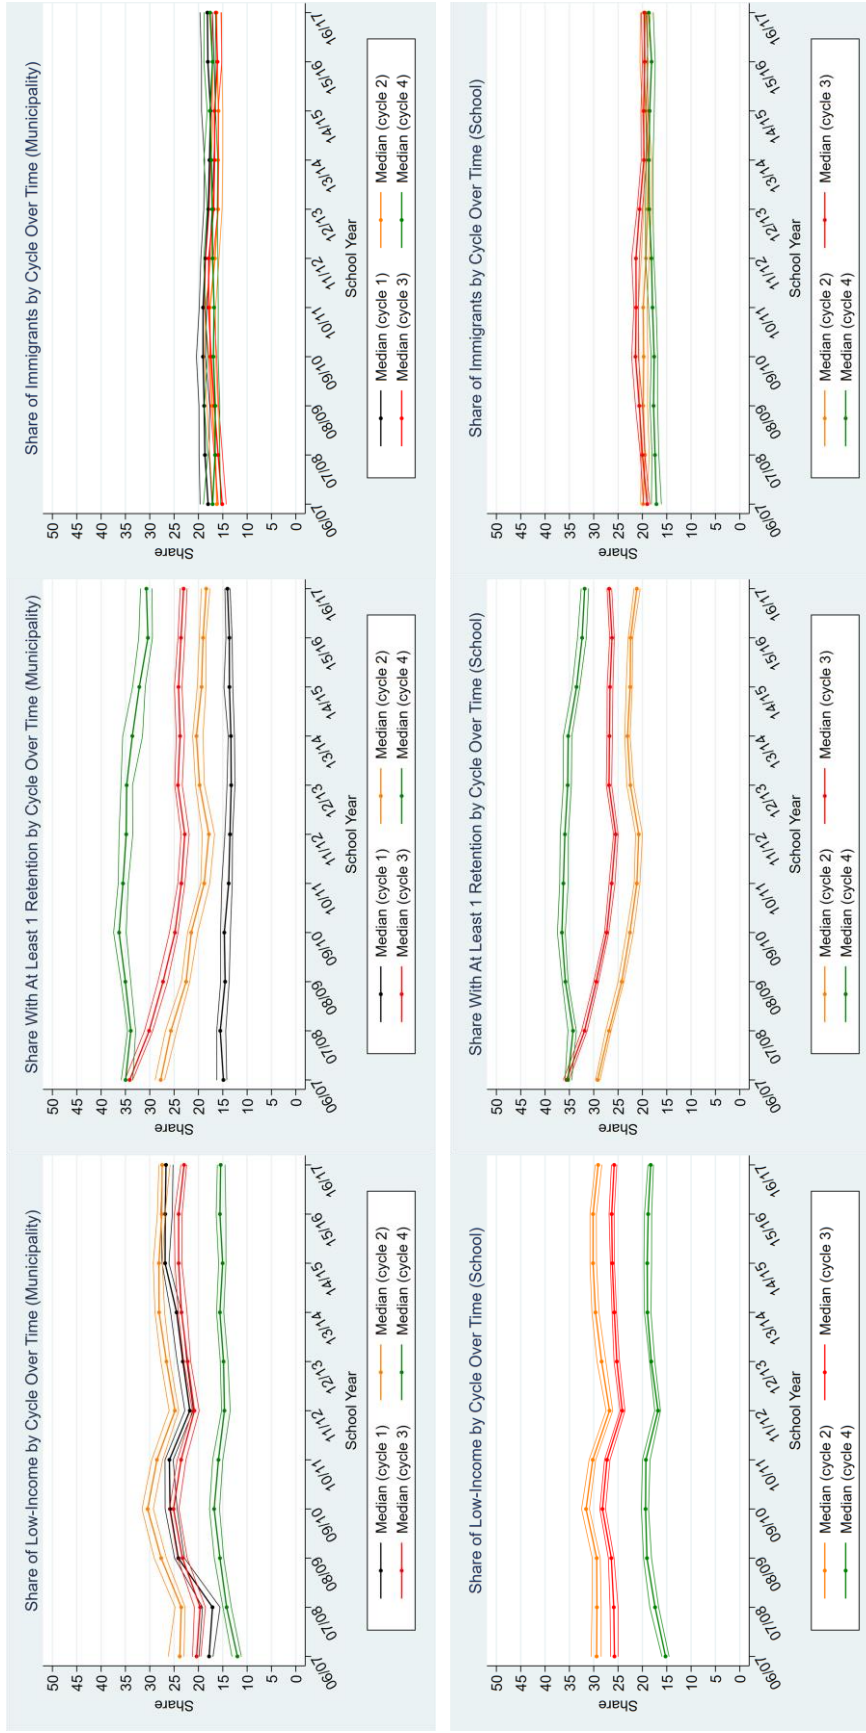 Share of Low-Income by Cycle Over Time (Municipality)
50
45
40
35
30
25
20
15
10
5
0
Share
06/07 07/08 08/09 09/10 10/11 11/12 12/13 13/14 14/15 15/16 16/17
School Year
Median (cycle 1) Median (cycle 2)
Median (cycle 3) Median (cycle 4)
Share With At Least 1 Retention by Cycle Over Time (Municipality)
50
45
40
35
30
25
20
15
10
5
0
Share
06/07 07/08 08/09 09/10 10/11 11/12 12/13 13/14 14/15 15/16 16/17
School Year
Median (cycle 1) Median (cycle 2)
Median (cycle 3) Median (cycle 4)
Share of Immigrants by Cycle Over Time (Municipality)
50
45
40
35
30
25
20
15
10
5
0
Share
06/07 07/08 08/09 09/10 10/11 11/12 12/13 13/14 14/15 15/16 16/17
School Year
Median (cycle 1) Median (cycle 2)
Median (cycle 3) Median (cycle 4)
Share of Low-Income by Cycle Over Time (School)
50
45
40
35
30
25
20
15
10
5
0
Share
06/07 07/08 08/09 09/10 10/11 11/12 12/13 13/14 14/15 15/16 16/17
School Year
Median (cycle 2) Median (cycle 3)
Median (cycle 4)
Share With At Least 1 Retention by Cycle Over Time (School)
50
45
40
35
30
25
20
15
10
5
0
Share
06/07 07/08 08/09 09/10 10/11 11/12 12/13 13/14 14/15 15/16 16/17
School Year
Median (cycle 2) Median (cycle 3)
Median (cycle 4)
Share of Immigrants by Cycle Over Time (School)
50
45
40
35
30
25
20
15
10
5
0
Share
06/07 07/08 08/09 09/10 10/11 11/12 12/13 13/14 14/15 15/16 16/17
School Year
Median (cycle 2) Median (cycle 3)
Median (cycle 4)